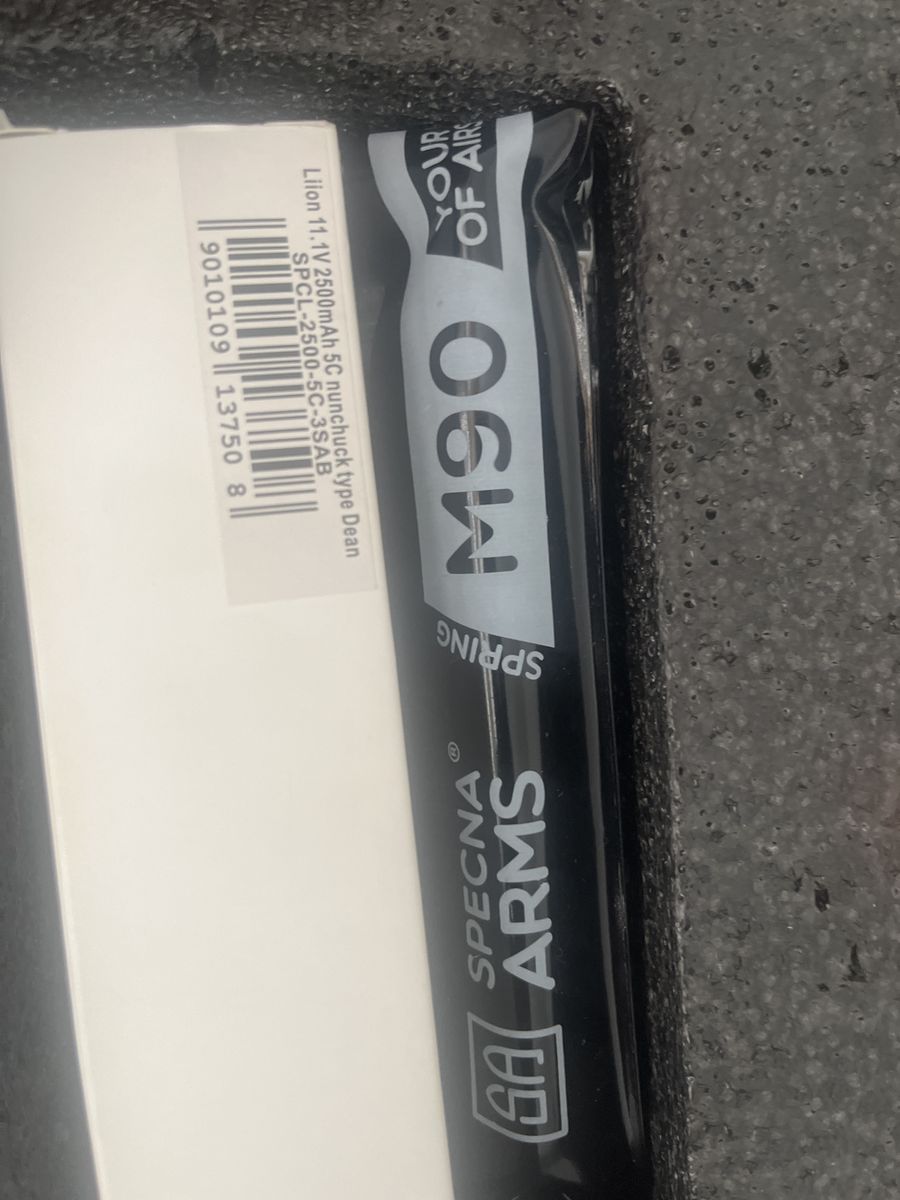 Liion 11.1V 2500mAh 5C nunchuck type Dean
SPCL-2500-5C-3SAB
9010109 13750 8
SA
SPECNA®
ARMS
SPRING
M90
YOUR
OF